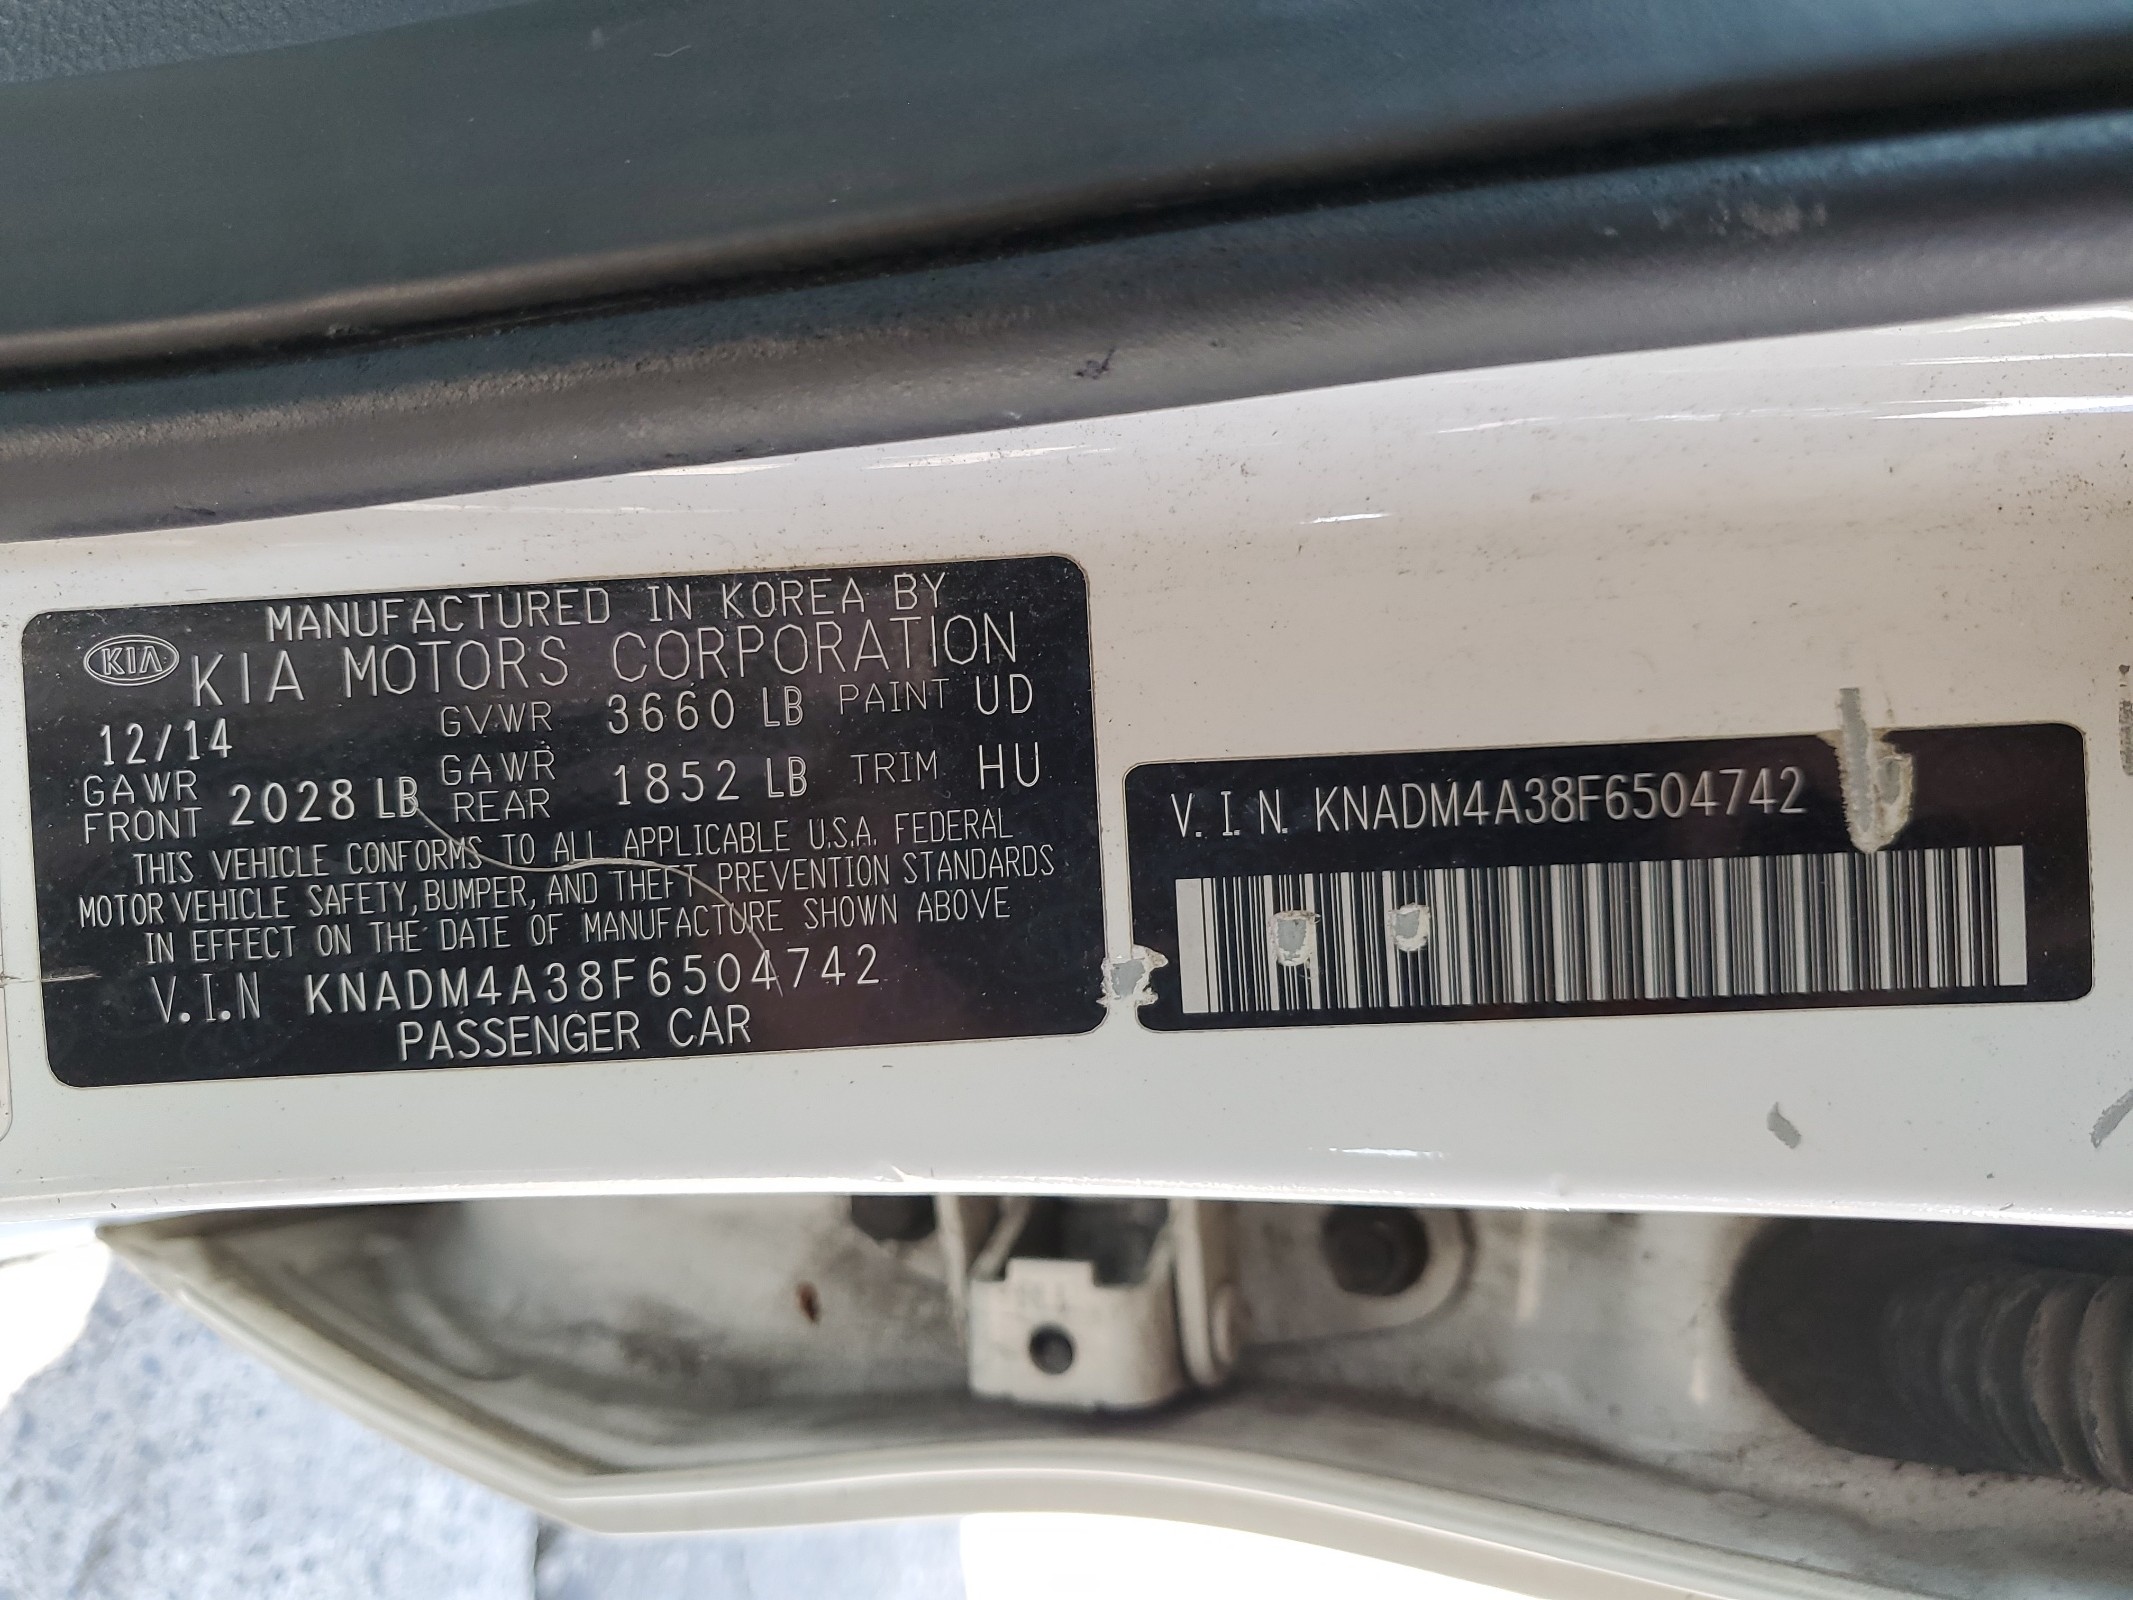 MANUFACTURED IN KOREA BY
KIA KIA MOTORS CORPORATION
12/14 GVWR 3660 LB PAINT UD
GAWR FRONT 2028 LB GAWR REAR 1852 LB TRIM HU
THIS VEHICLE CONFORMS TO ALL APPLICABLE U.S.A. FEDERAL
MOTOR VEHICLE SAFETY, BUMPER, AND THEFT PREVENTION STANDARDS
IN EFFECT ON THE DATE OF MANUFACTURE SHOWN ABOVE
V.I.N KNADM4A38F6504742
PASSENGER CAR
V.I.N. KNADM4A38F6504742